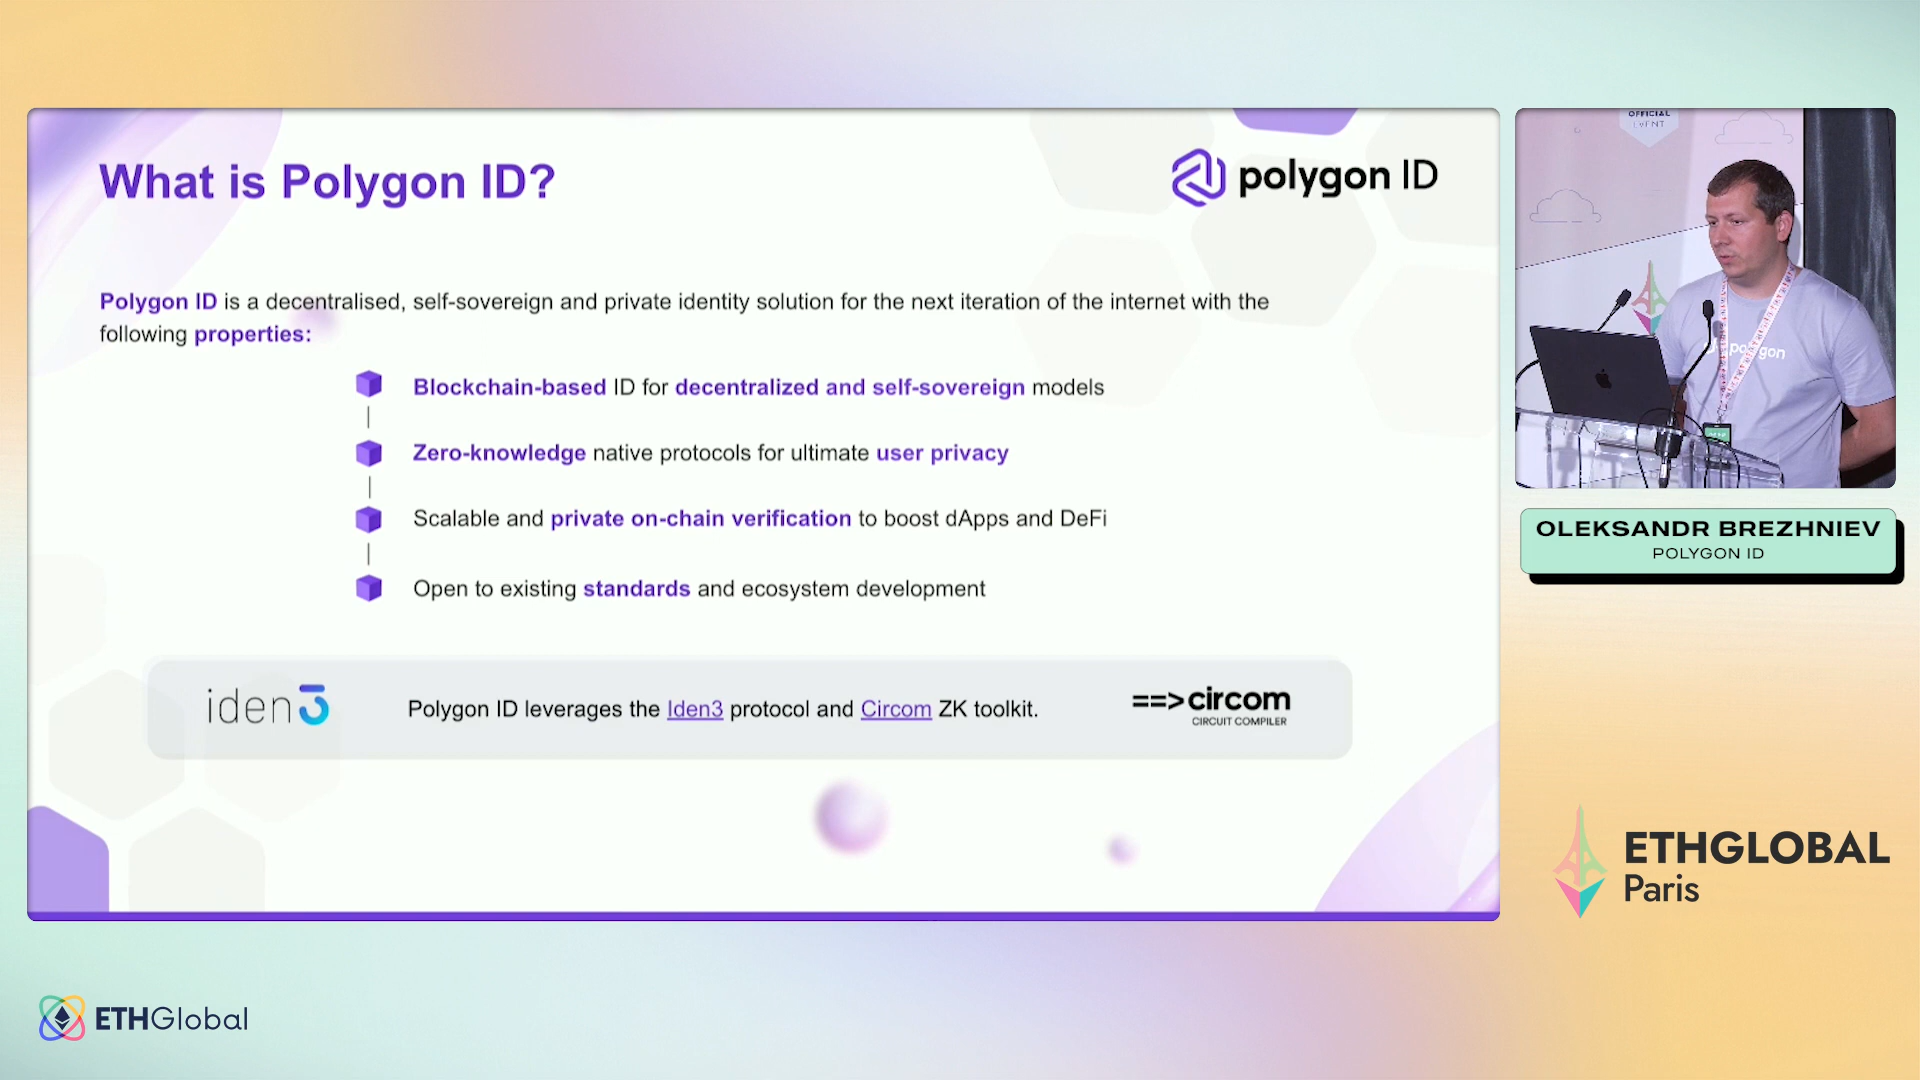 What is Polygon ID?
polygon ID
Polygon ID is a decentralised, self-sovereign and private identity solution for the next iteration of the internet with the
following properties:
Blockchain-based ID for decentralized and self-sovereign models
Zero-knowledge native protocols for ultimate user privacy
Scalable and private on-chain verification to boost dApps and DeFi
Open to existing standards and ecosystem development
iden3
Polygon ID leverages the Iden3 protocol and Circom ZK toolkit.
==>circom
CIRCUIT COMPILER
OFFICIAL
EVENT
polygon
OLEKSANDR BREZHNIEV
POLYGON ID
ETHGLOBAL
Paris
ETHGlobal